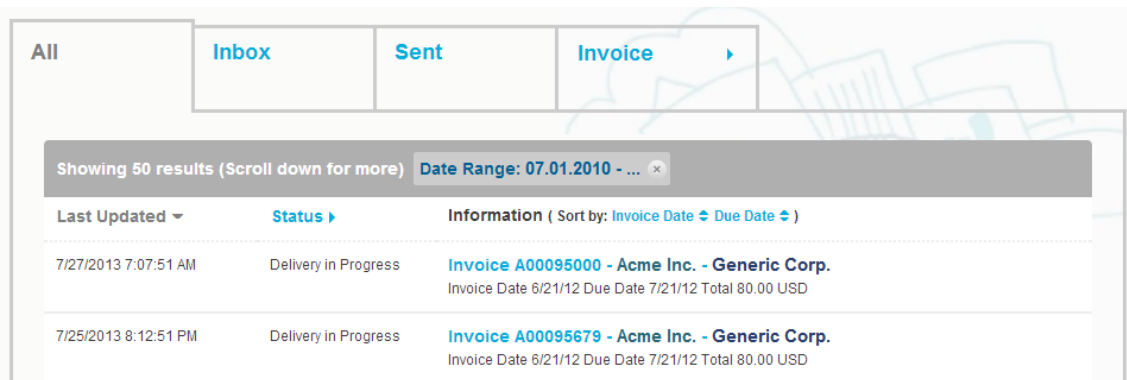 All Inbox Sent Invoice
Showing 50 results (Scroll down for more) Date Range: 07.01.2010 - ...
Last Updated Status Information ( Sort by: Invoice Date Due Date )
7/27/2013 7:07:51 AM Delivery in Progress Invoice A00095000 - Acme Inc. - Generic Corp.
Invoice Date 6/21/12 Due Date 7/21/12 Total 80.00 USD
7/25/2013 8:12:51 PM Delivery in Progress Invoice A00095679 - Acme Inc. - Generic Corp.
Invoice Date 6/21/12 Due Date 7/21/12 Total 80.00 USD